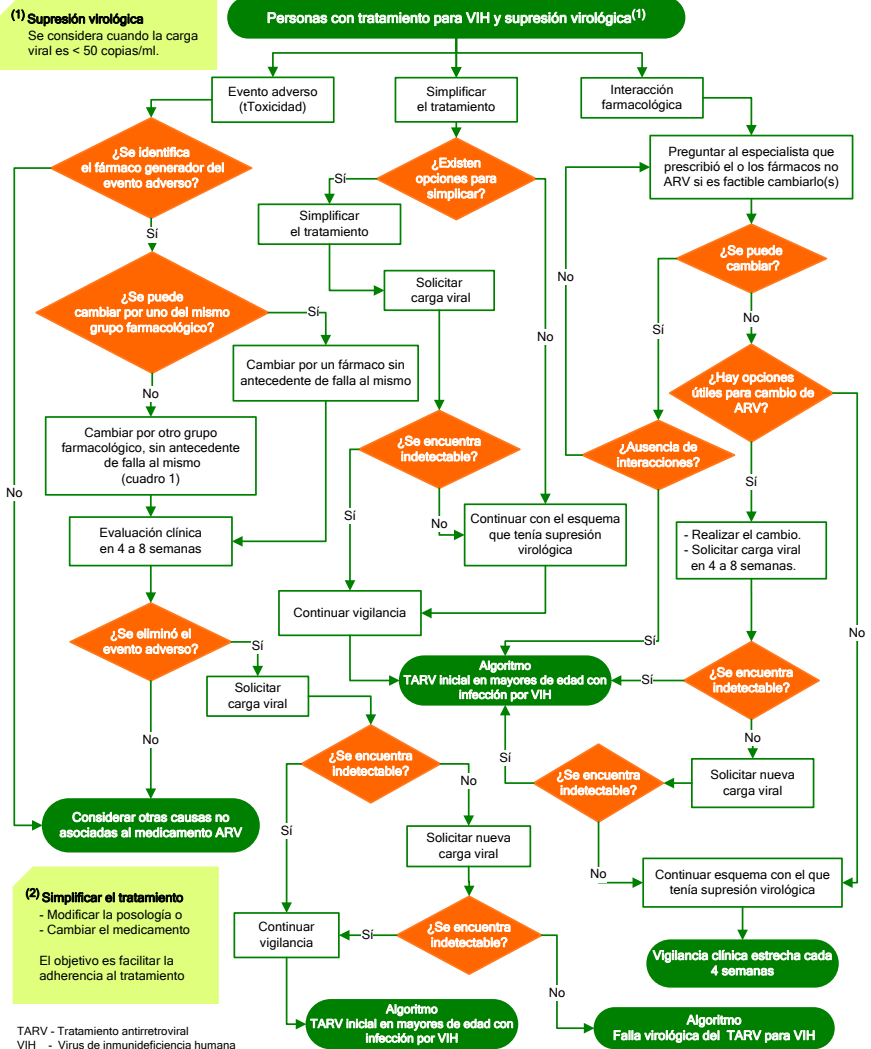 (1) Supresión virológica
Se considera cuando la carga
viral es < 50 copias/ml.
Personas con tratamiento para VIH y supresión virológica(1)
Evento adverso
(tToxicidad)
Simplificar
el tratamiento
Interacción
farmacológica
¿Se identifica
el fármaco generador del
evento adverso?
¿Existen
opciones para
simplicar?
Preguntar al especialista que
prescribió el o los fármacos no
ARV si es factible cambiarlo(s)
Sí
Simplificar
el tratamiento
Sí
¿Se puede
cambiar?
No
Solicitar
carga viral
¿Se puede
cambiar por uno del mismo
grupo farmacológico?
Sí
No
Sí
No
Cambiar por un fármaco sin
antecedente de falla al mismo
¿Hay opciones
útiles para cambio de
ARV?
No
Cambiar por otro grupo
farmacológico, sin antecedente
de falla al mismo
(cuadro 1)
¿Se encuentra
indetectable?
¿Ausencia de
interacciones?
Sí
No
Sí
No
Continuar con el esquema
que tenía supresión
virológica
Evaluación clínica
en 4 a 8 semanas
- Realizar el cambio.
- Solicitar carga viral
en 4 a 8 semanas.
Continuar vigilancia
¿Se eliminó el
evento adverso?
Sí
Sí
No
Solicitar
carga viral
Algoritmo
TARV inicial en mayores de edad con
infección por VIH
Sí
¿Se encuentra
indetectable?
No
No
¿Se encuentra
indetectable?
No
Sí
¿Se encuentra
indetectable?
Solicitar nueva
carga viral
Considerar otras causas no
asociadas al medicamento ARV
Sí
Solicitar nueva
carga viral
No
Continuar esquema con el que
tenía supresión virológica
(2) Simplificar el tratamiento
- Modificar la posología o
- Cambiar el medicamento
El objetivo es facilitar la
adherencia al tratamiento
Continuar
vigilancia
Sí
¿Se encuentra
indetectable?
Vigilancia clínica estrecha cada
4 semanas
No
Algoritmo
TARV inicial en mayores de edad con
infección por VIH
Algoritmo
Falla virológica del TARV para VIH
TARV - Tratamiento antirretroviral
VIH - Virus de inmunideficiencia humana